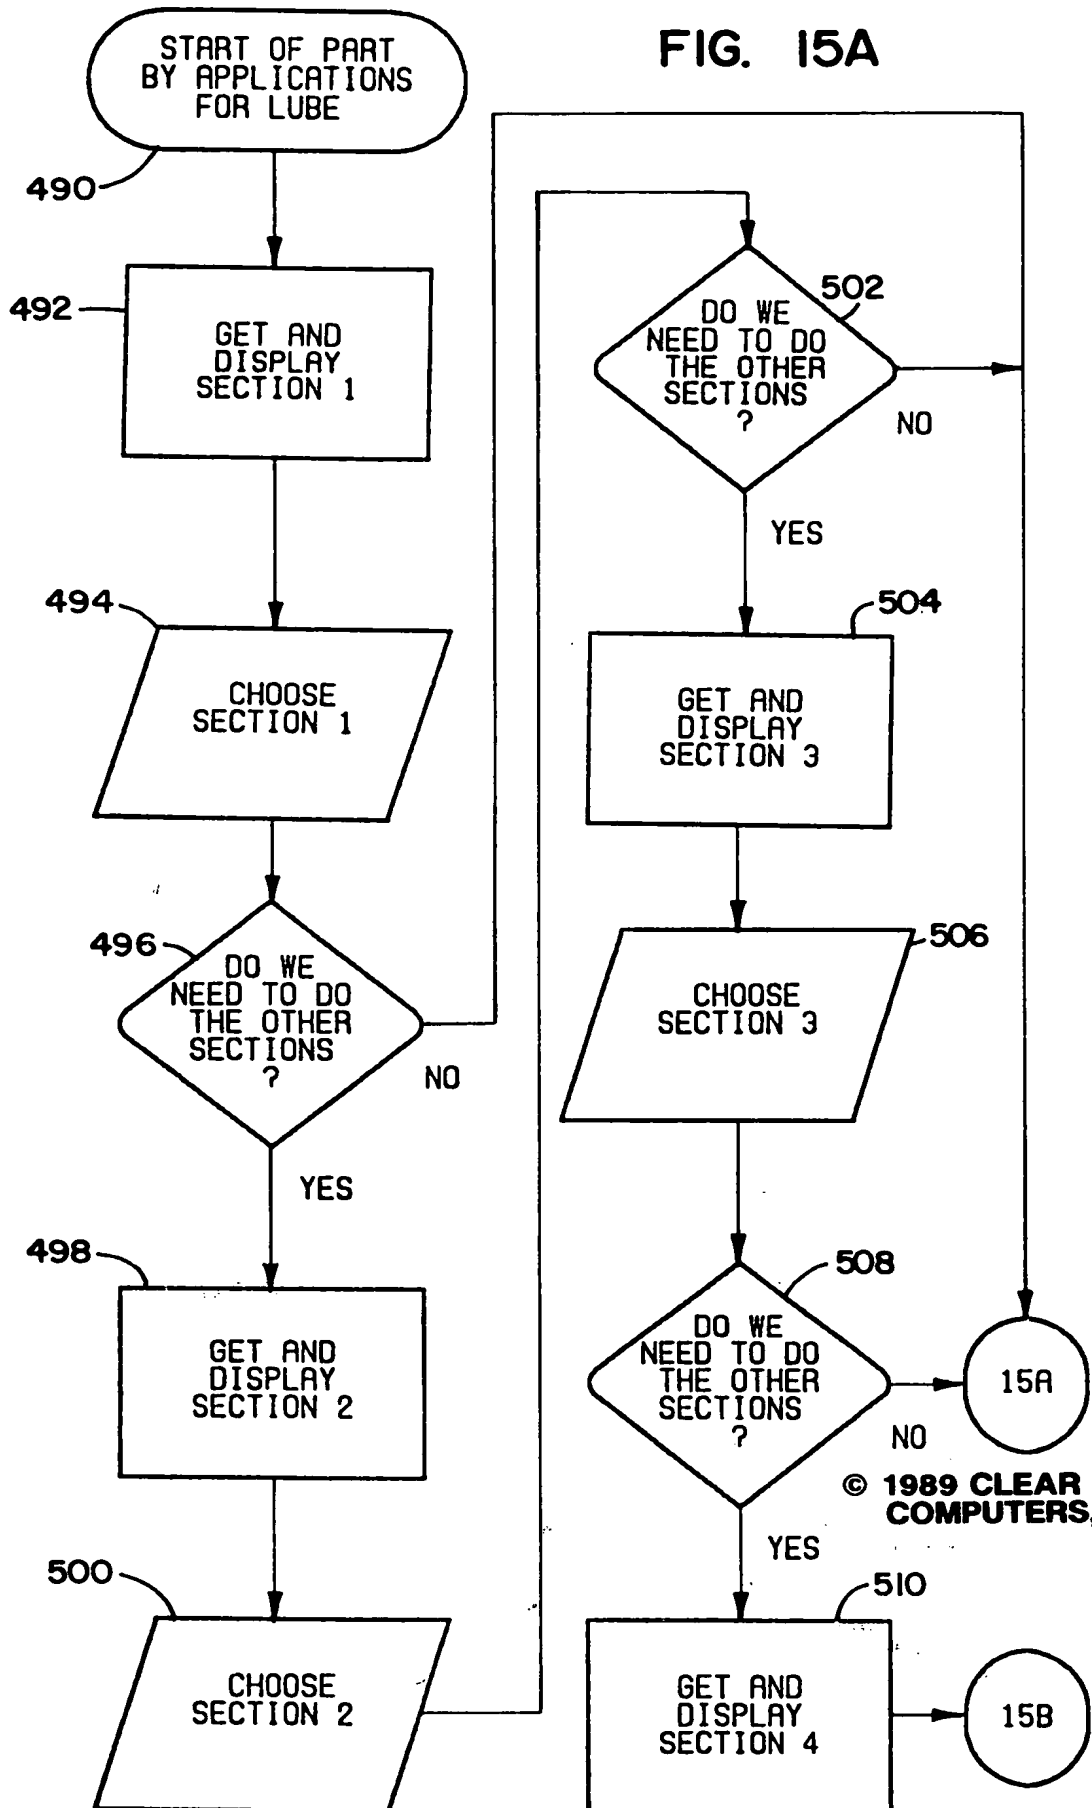 FIG. 15A
START OF PART
BY APPLICATIONS
FOR LUBE
490
492
GET AND
DISPLAY
SECTION 1
494
CHOOSE
SECTION 1
496
DO WE
NEED TO DO
THE OTHER
SECTIONS
?
NO
YES
498
GET AND
DISPLAY
SECTION 2
500
CHOOSE
SECTION 2
502
DO WE
NEED TO DO
THE OTHER
SECTIONS
?
NO
YES
504
GET AND
DISPLAY
SECTION 3
506
CHOOSE
SECTION 3
508
DO WE
NEED TO DO
THE OTHER
SECTIONS
?
NO
15A
© 1989 CLEAR
COMPUTERS,
YES
510
GET AND
DISPLAY
SECTION 4
15B